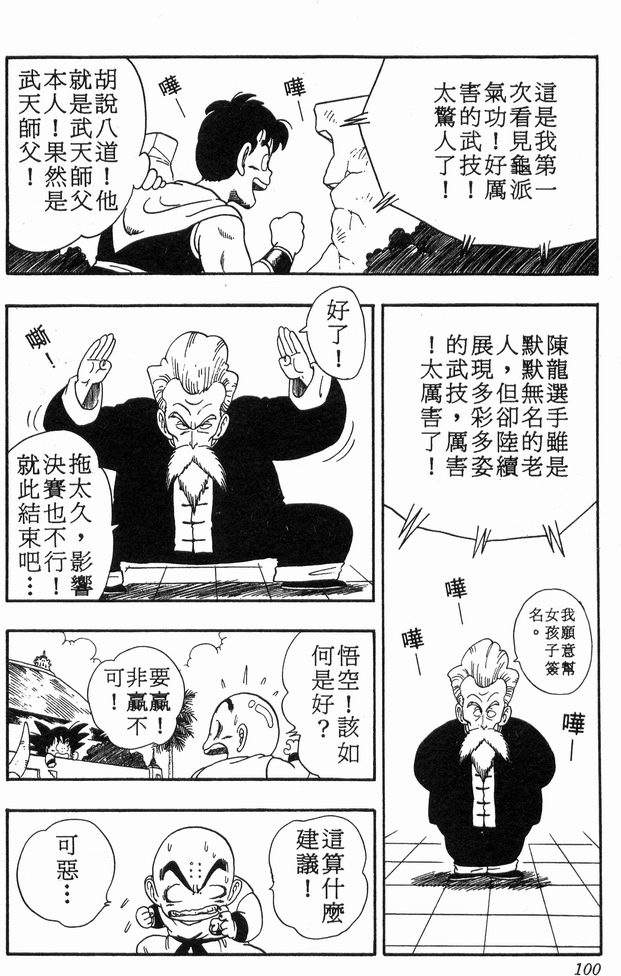 這是我第一
次看見龜派
氣功！好厲
害的武技！
太驚人了！
嘩—
嘩—
胡說八道！他
就是武天師父
本人！果然是
武天師父！
陳龍選手雖是
默默無名的老
人，但卻陸續
展現多彩多姿
的武技，厲害
！太厲害了！
嘩—
嘩—
嘩—
我願意幫
女孩子簽
名。
好了！
拖太久，影響
決賽也不行！
就此結束吧…
悟空！該如
何是好？
要贏！
非贏不
可！
這算什麼
建議！
可惡…
100